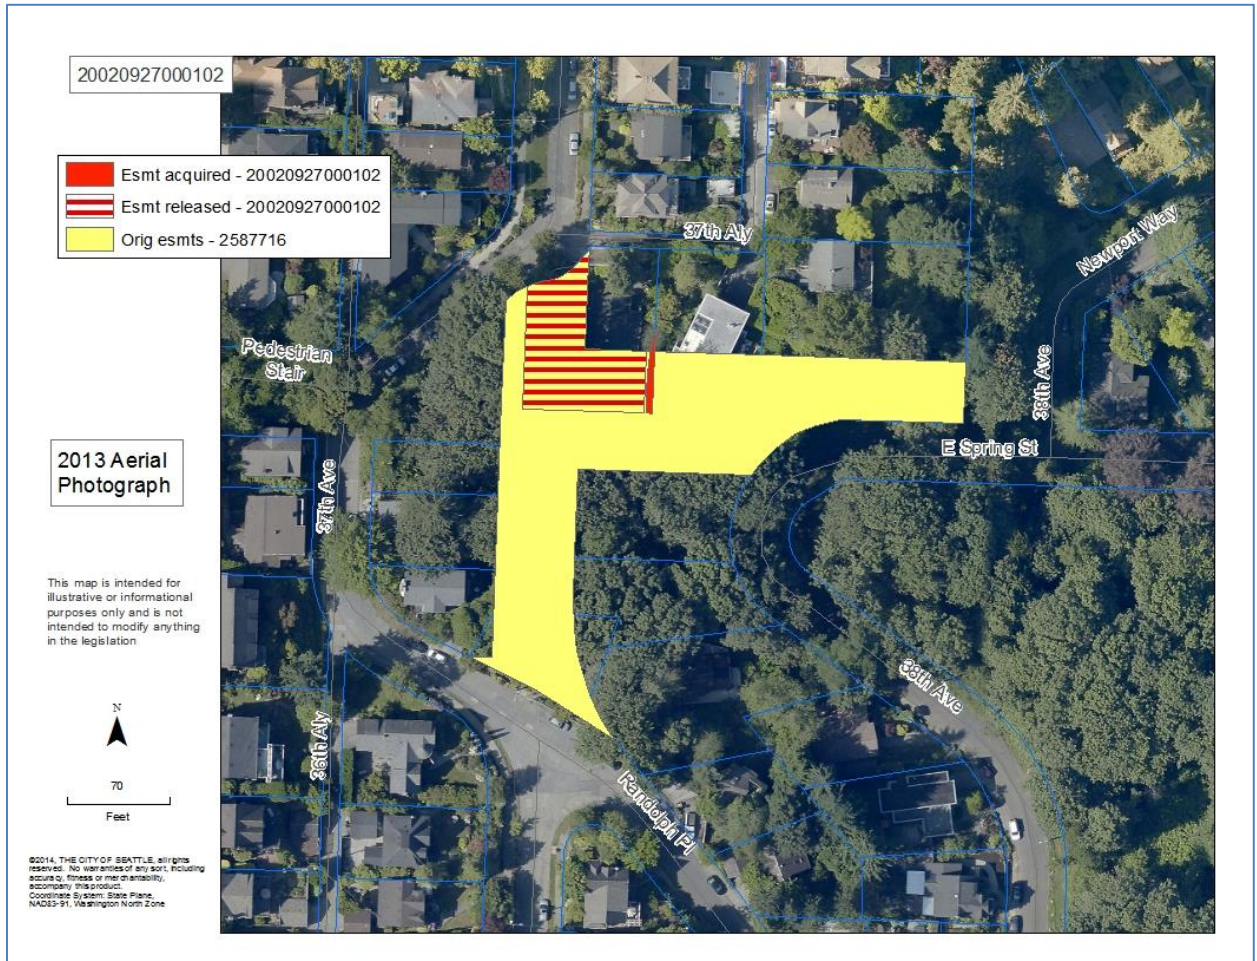 20020927000102
Esmt acquired - 20020927000102
Esmt released - 20020927000102
Orig esmts - 2587716
37th Aly
Newport Way
Pedestrian
Stair
38th Ave
E Spring St
2013 Aerial
Photograph
37th Ave
This map is intended for
illustrative or informational
purposes only and is not
intended to modify anything
in the legislation
38th Ave
N
36th Aly
70
Feet
Randolph Pl
©2014, THE CITY OF SEATTLE, all rights
reserved. No warranties of any sort, including
accuracy, fitness or merchantability,
accompany this product.
Coordinate System: State Plane,
NAD83-91, Washington North Zone